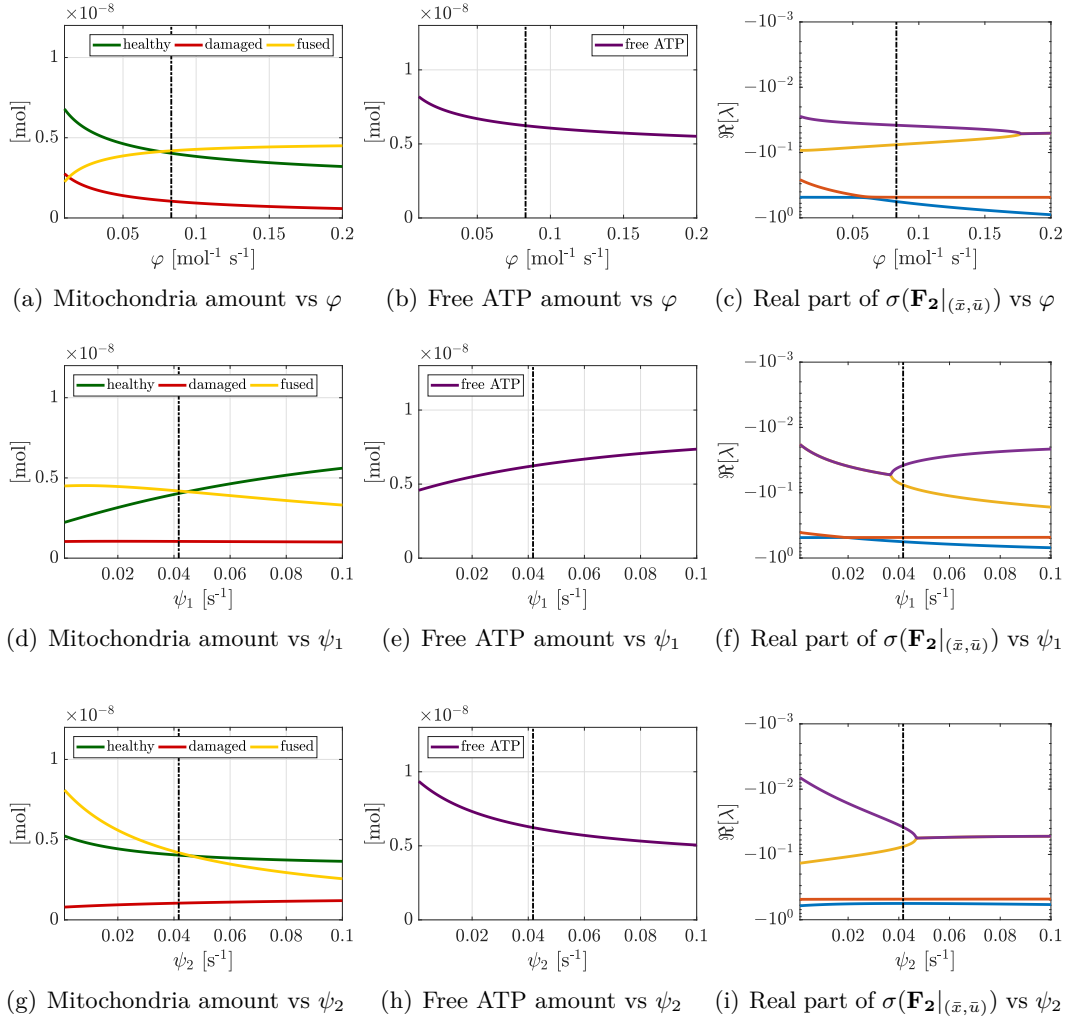 ×10⁻⁸
1
0.5
0
[mol]
healthy damaged fused
0.05 0.1 0.15 0.2
φ [mol⁻¹ s⁻¹]
(a) Mitochondria amount vs φ
×10⁻⁸
1
0.5
0
[mol]
free ATP
0.05 0.1 0.15 0.2
φ [mol⁻¹ s⁻¹]
(b) Free ATP amount vs φ
−10⁻³
−10⁻²
−10⁻¹
−10⁰
ℜ[λ]
0.05 0.1 0.15 0.2
φ [mol⁻¹ s⁻¹]
(c) Real part of σ(F₂|(x̄,ū)) vs φ
×10⁻⁸
1
0.5
0
[mol]
healthy damaged fused
0.02 0.04 0.06 0.08 0.1
ψ₁ [s⁻¹]
(d) Mitochondria amount vs ψ₁
×10⁻⁸
1
0.5
0
[mol]
free ATP
0.02 0.04 0.06 0.08 0.1
ψ₁ [s⁻¹]
(e) Free ATP amount vs ψ₁
−10⁻³
−10⁻²
−10⁻¹
−10⁰
ℜ[λ]
0.02 0.04 0.06 0.08 0.1
ψ₁ [s⁻¹]
(f) Real part of σ(F₂|(x̄,ū)) vs ψ₁
×10⁻⁸
1
0.5
0
[mol]
healthy damaged fused
0.02 0.04 0.06 0.08 0.1
ψ₂ [s⁻¹]
(g) Mitochondria amount vs ψ₂
×10⁻⁸
1
0.5
0
[mol]
free ATP
0.02 0.04 0.06 0.08 0.1
ψ₂ [s⁻¹]
(h) Free ATP amount vs ψ₂
−10⁻³
−10⁻²
−10⁻¹
−10⁰
ℜ[λ]
0.02 0.04 0.06 0.08 0.1
ψ₂ [s⁻¹]
(i) Real part of σ(F₂|(x̄,ū)) vs ψ₂